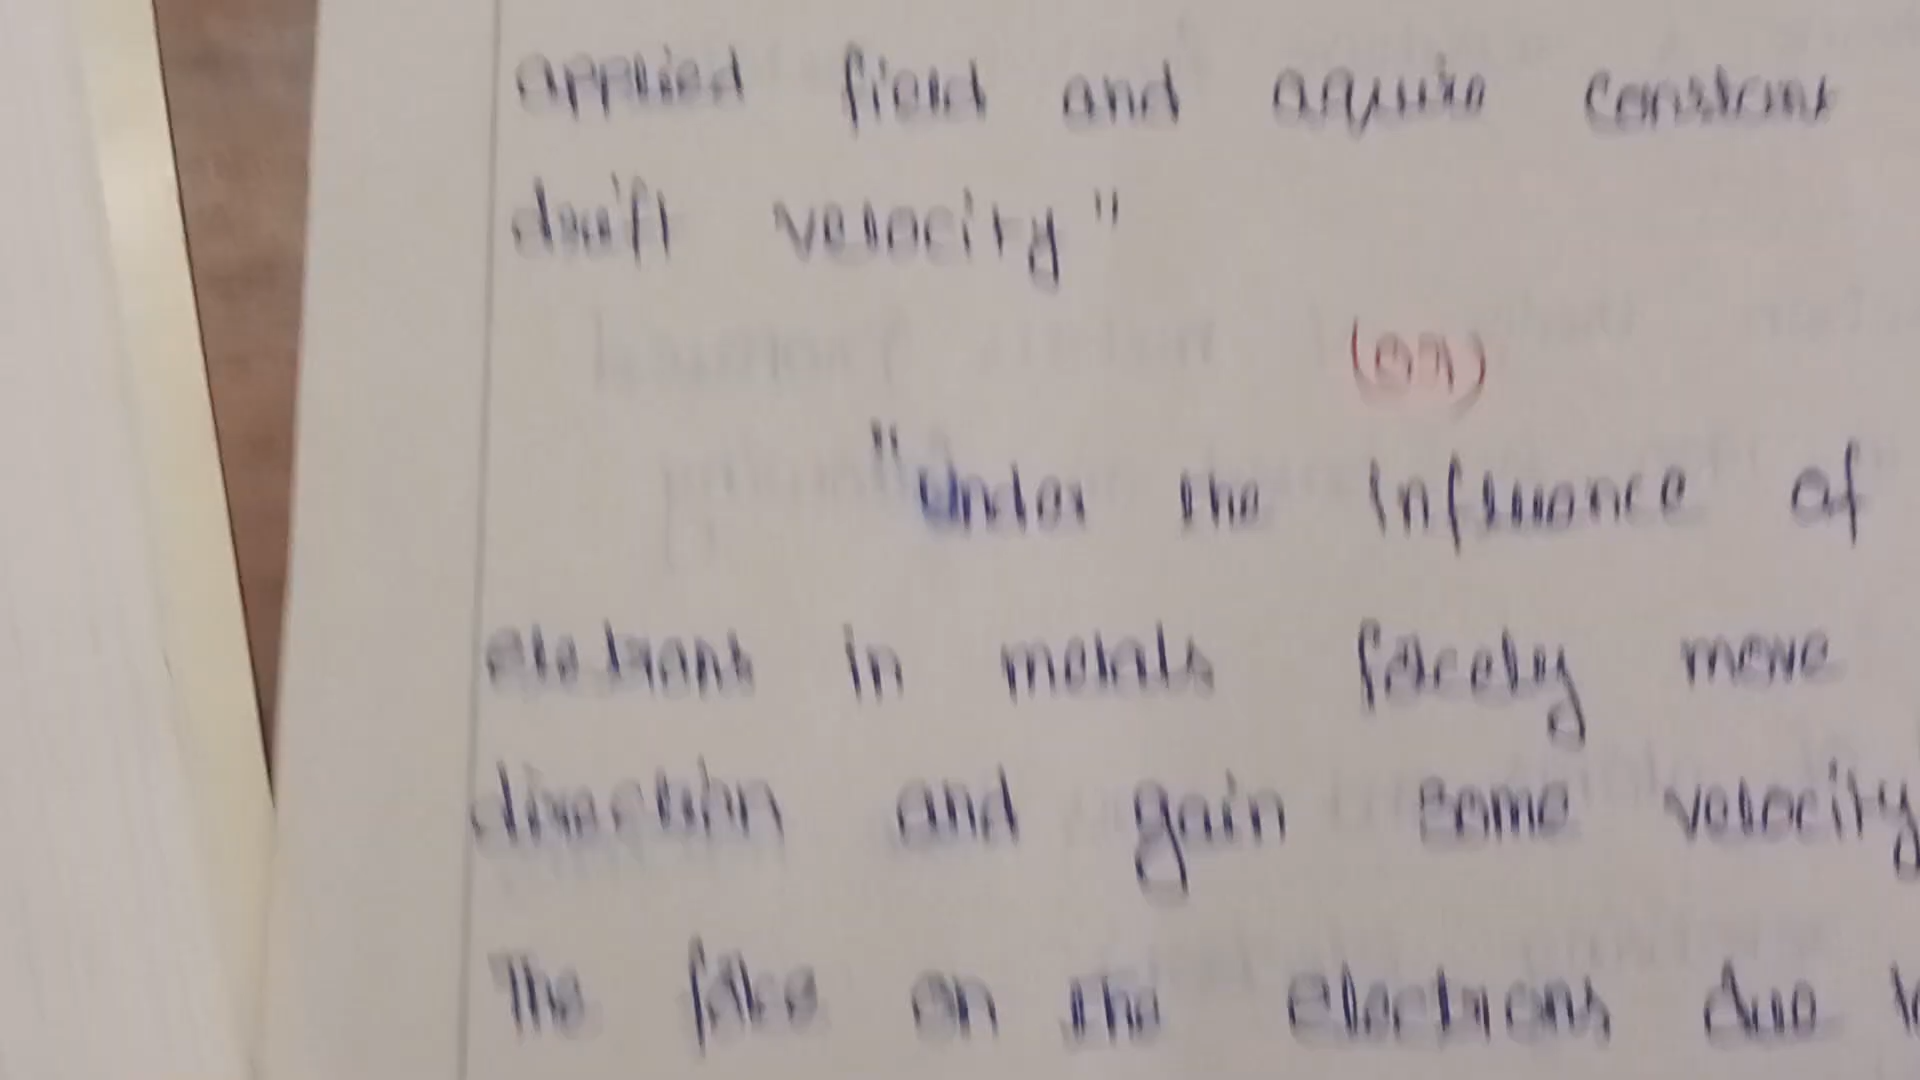 applied field and aquire constant
drift velocity"
(or)
"Under the influence of
electrons in metals freely move
direction and gain some velocity
The force on the electrons due